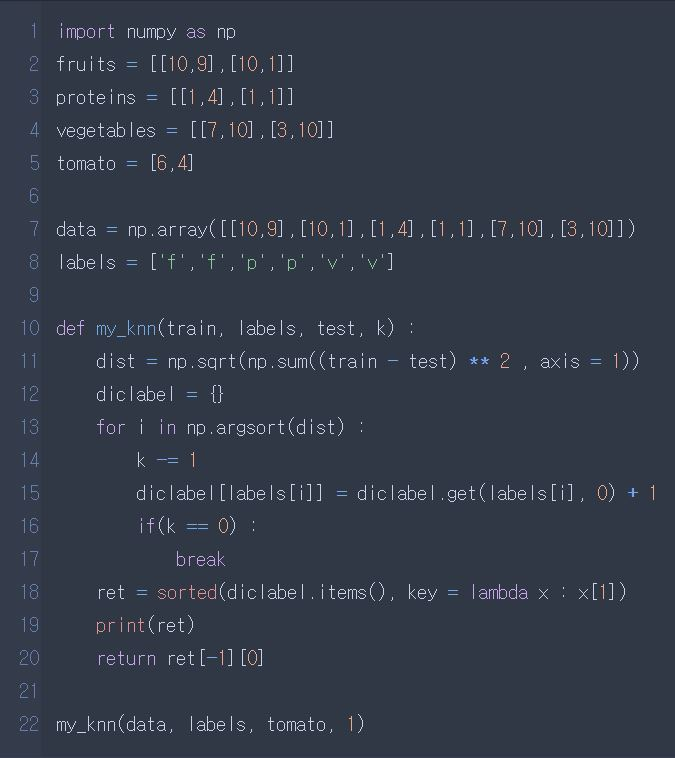 1 import numpy as np
2 fruits = [[10,9],[10,1]]
3 proteins = [[1,4],[1,1]]
4 vegetables = [[7,10],[3,10]]
5 tomato = [6,4]
6
7 data = np.array([[10,9],[10,1],[1,4],[1,1],[7,10],[3,10]])
8 labels = ['f','f','p','p','v','v']
9
10 def my_knn(train, labels, test, k) :
11     dist = np.sqrt(np.sum((train - test) ** 2 , axis = 1))
12     diclabel = {}
13     for i in np.argsort(dist) :
14         k -= 1
15         diclabel[labels[i]] = diclabel.get(labels[i], 0) + 1
16         if(k == 0) :
17             break
18     ret = sorted(diclabel.items(), key = lambda x : x[1])
19     print(ret)
20     return ret[-1][0]
21
22 my_knn(data, labels, tomato, 1)